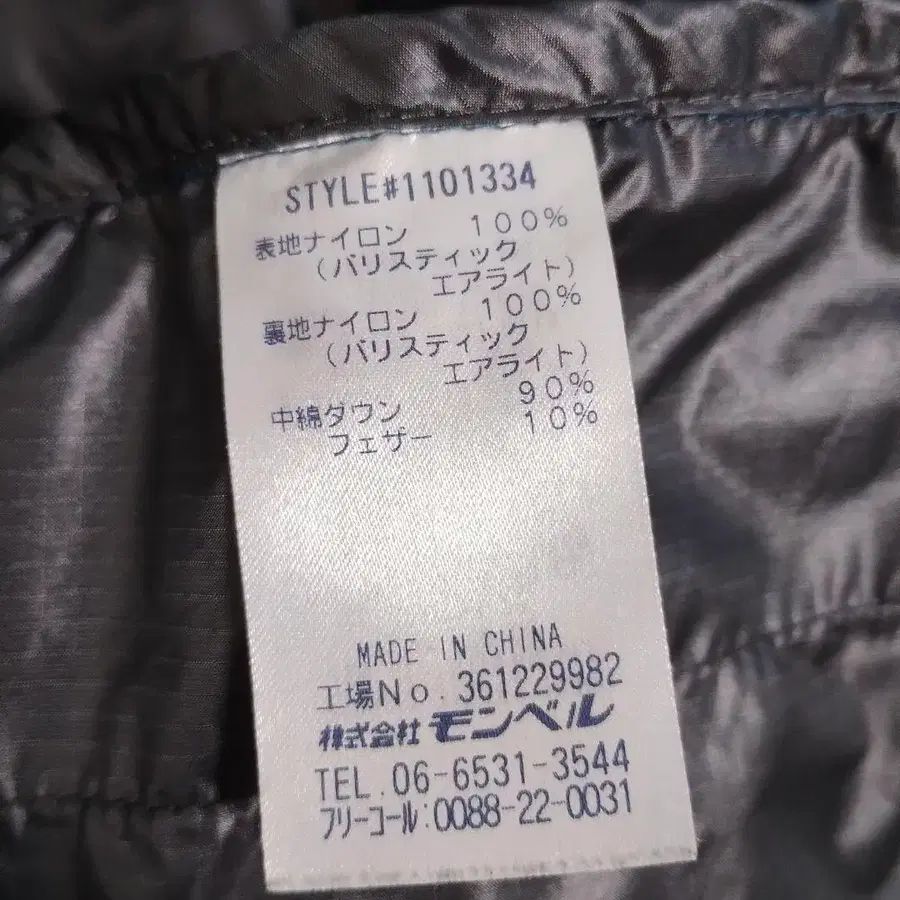 STYLE#1101334
表地ナイロン 100%
(バリスティック
エアライト)
裏地ナイロン 100%
(バリスティック
エアライト)
中綿ダウン 90%
フェザー 10%
MADE IN CHINA
工場No. 361229982
株式会社 モンベル
TEL. 06-6531-3544
フリーコール:0088-22-0031